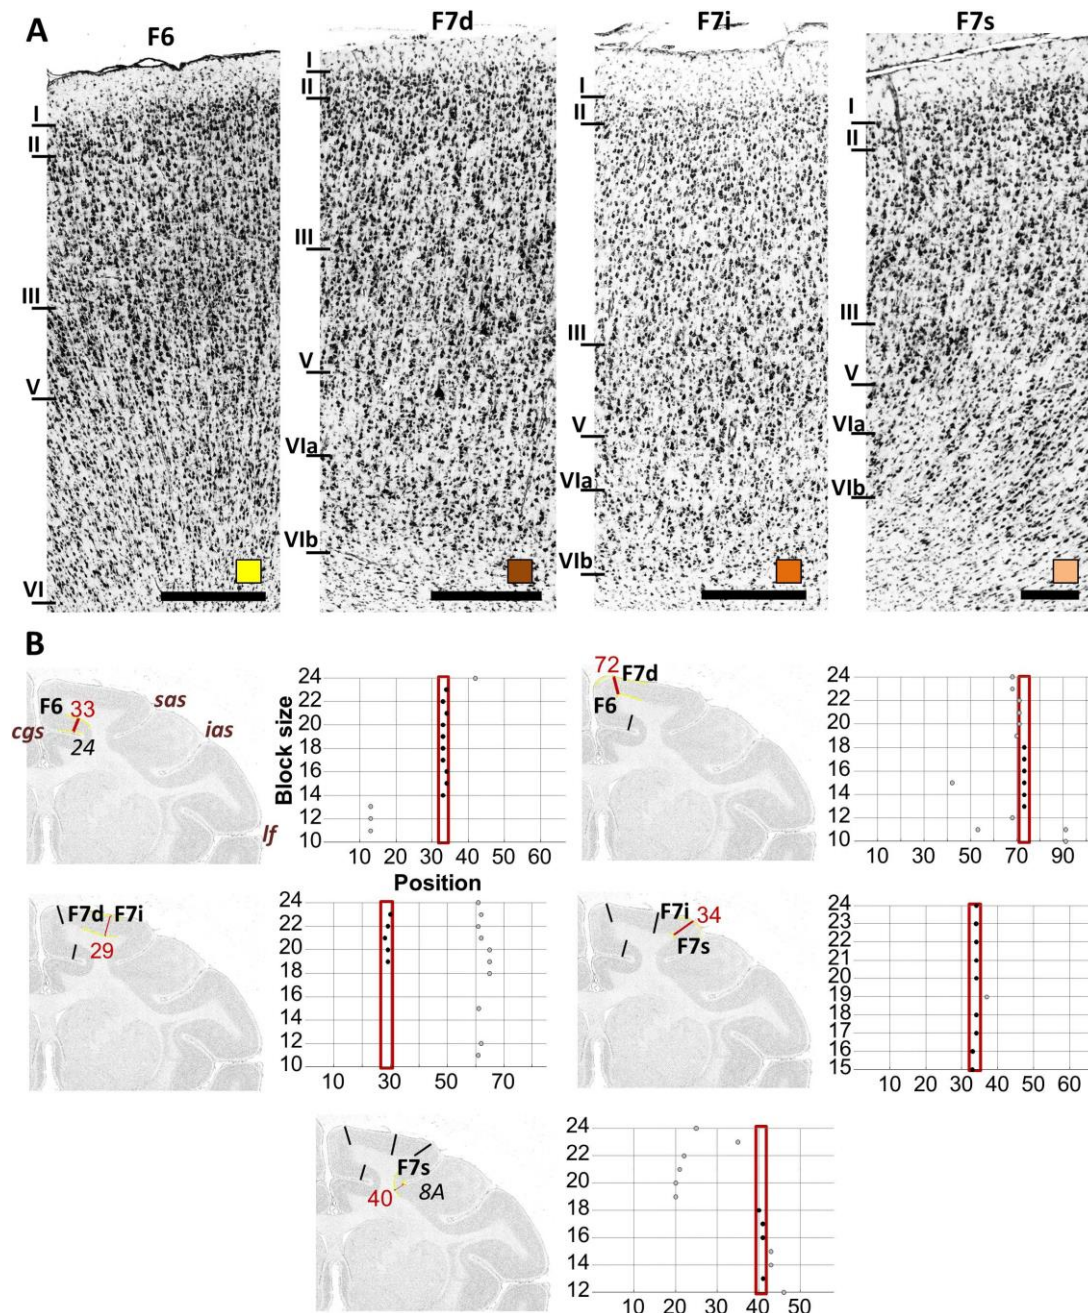 A
F6
F7d
F7i
F7s
I
II
III
V
VI
I
II
III
V
VIa
VIb
I
II
III
V
VIa
VIb
I
II
III
V
VIa
VIb
B
F6 33
24
cgs
sas
ias
lf
Block size
24
22
20
18
16
14
12
10
10 20 30 40 50 60
Position
72 F7d
F6
24
22
20
18
16
14
12
10
10 30 50 70 90
F7d F7i
29
24
22
20
18
16
14
12
10
10 30 50 70
F7i 34
F7s
24
23
22
21
20
19
18
17
16
15
10 20 30 40 50 60
F7s
40 8A
24
22
20
18
16
14
12
10 20 30 40 50